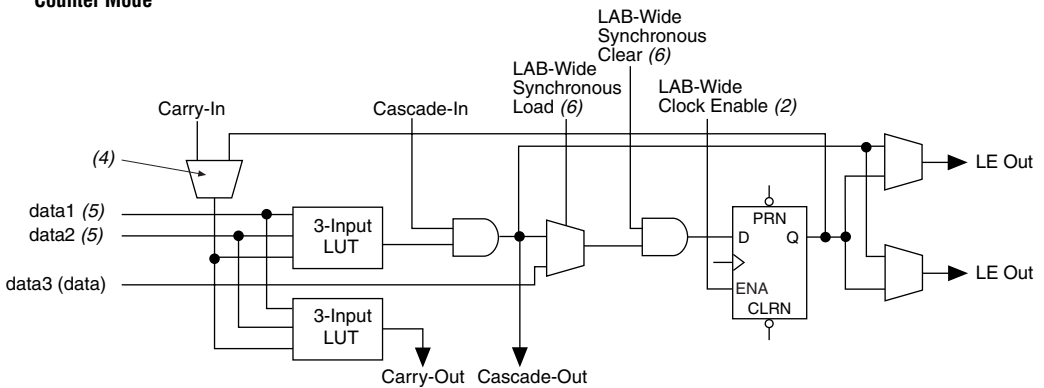 Counter Mode
LAB-Wide
Synchronous
Clear (6)
LAB-Wide
Synchronous
Load (6)
LAB-Wide
Clock Enable (2)
Carry-In
Cascade-In
(4)
LE Out
data1 (5)
data2 (5)
3-Input
LUT
PRN
D
Q
data3 (data)
ENA
CLRN
LE Out
3-Input
LUT
Carry-Out
Cascade-Out